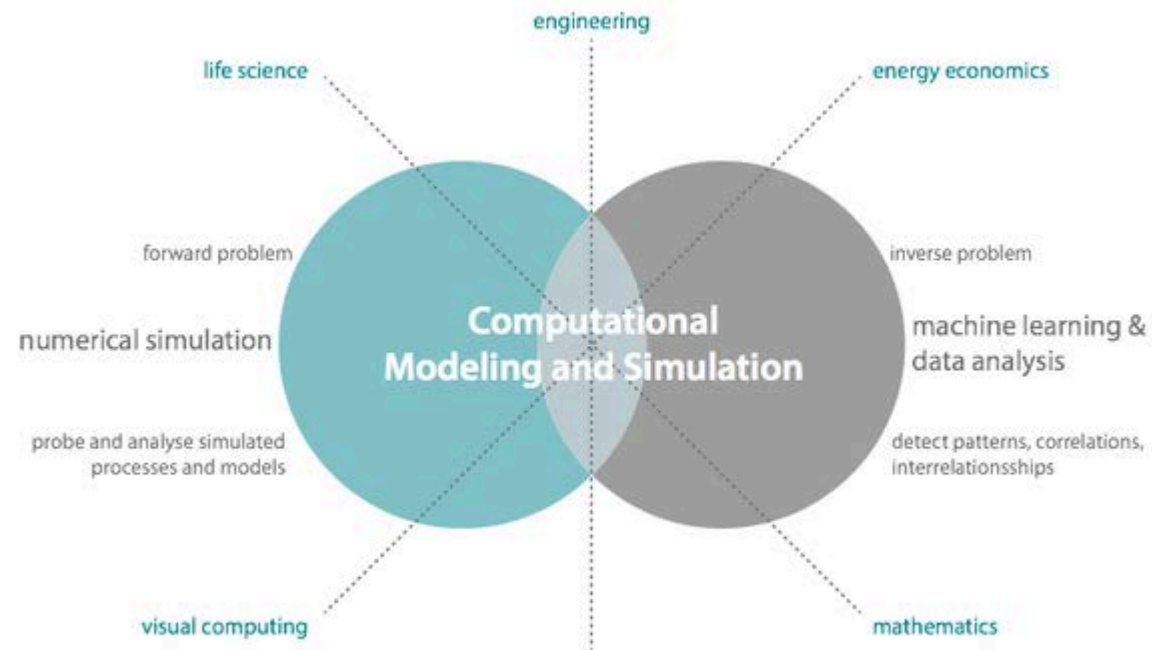 engineering
life science
energy economics
forward problem
inverse problem
numerical simulation
Computational
Modeling and Simulation
machine learning &
data analysis
probe and analyse simulated
processes and models
detect patterns, correlations,
interrelationsships
visual computing
mathematics